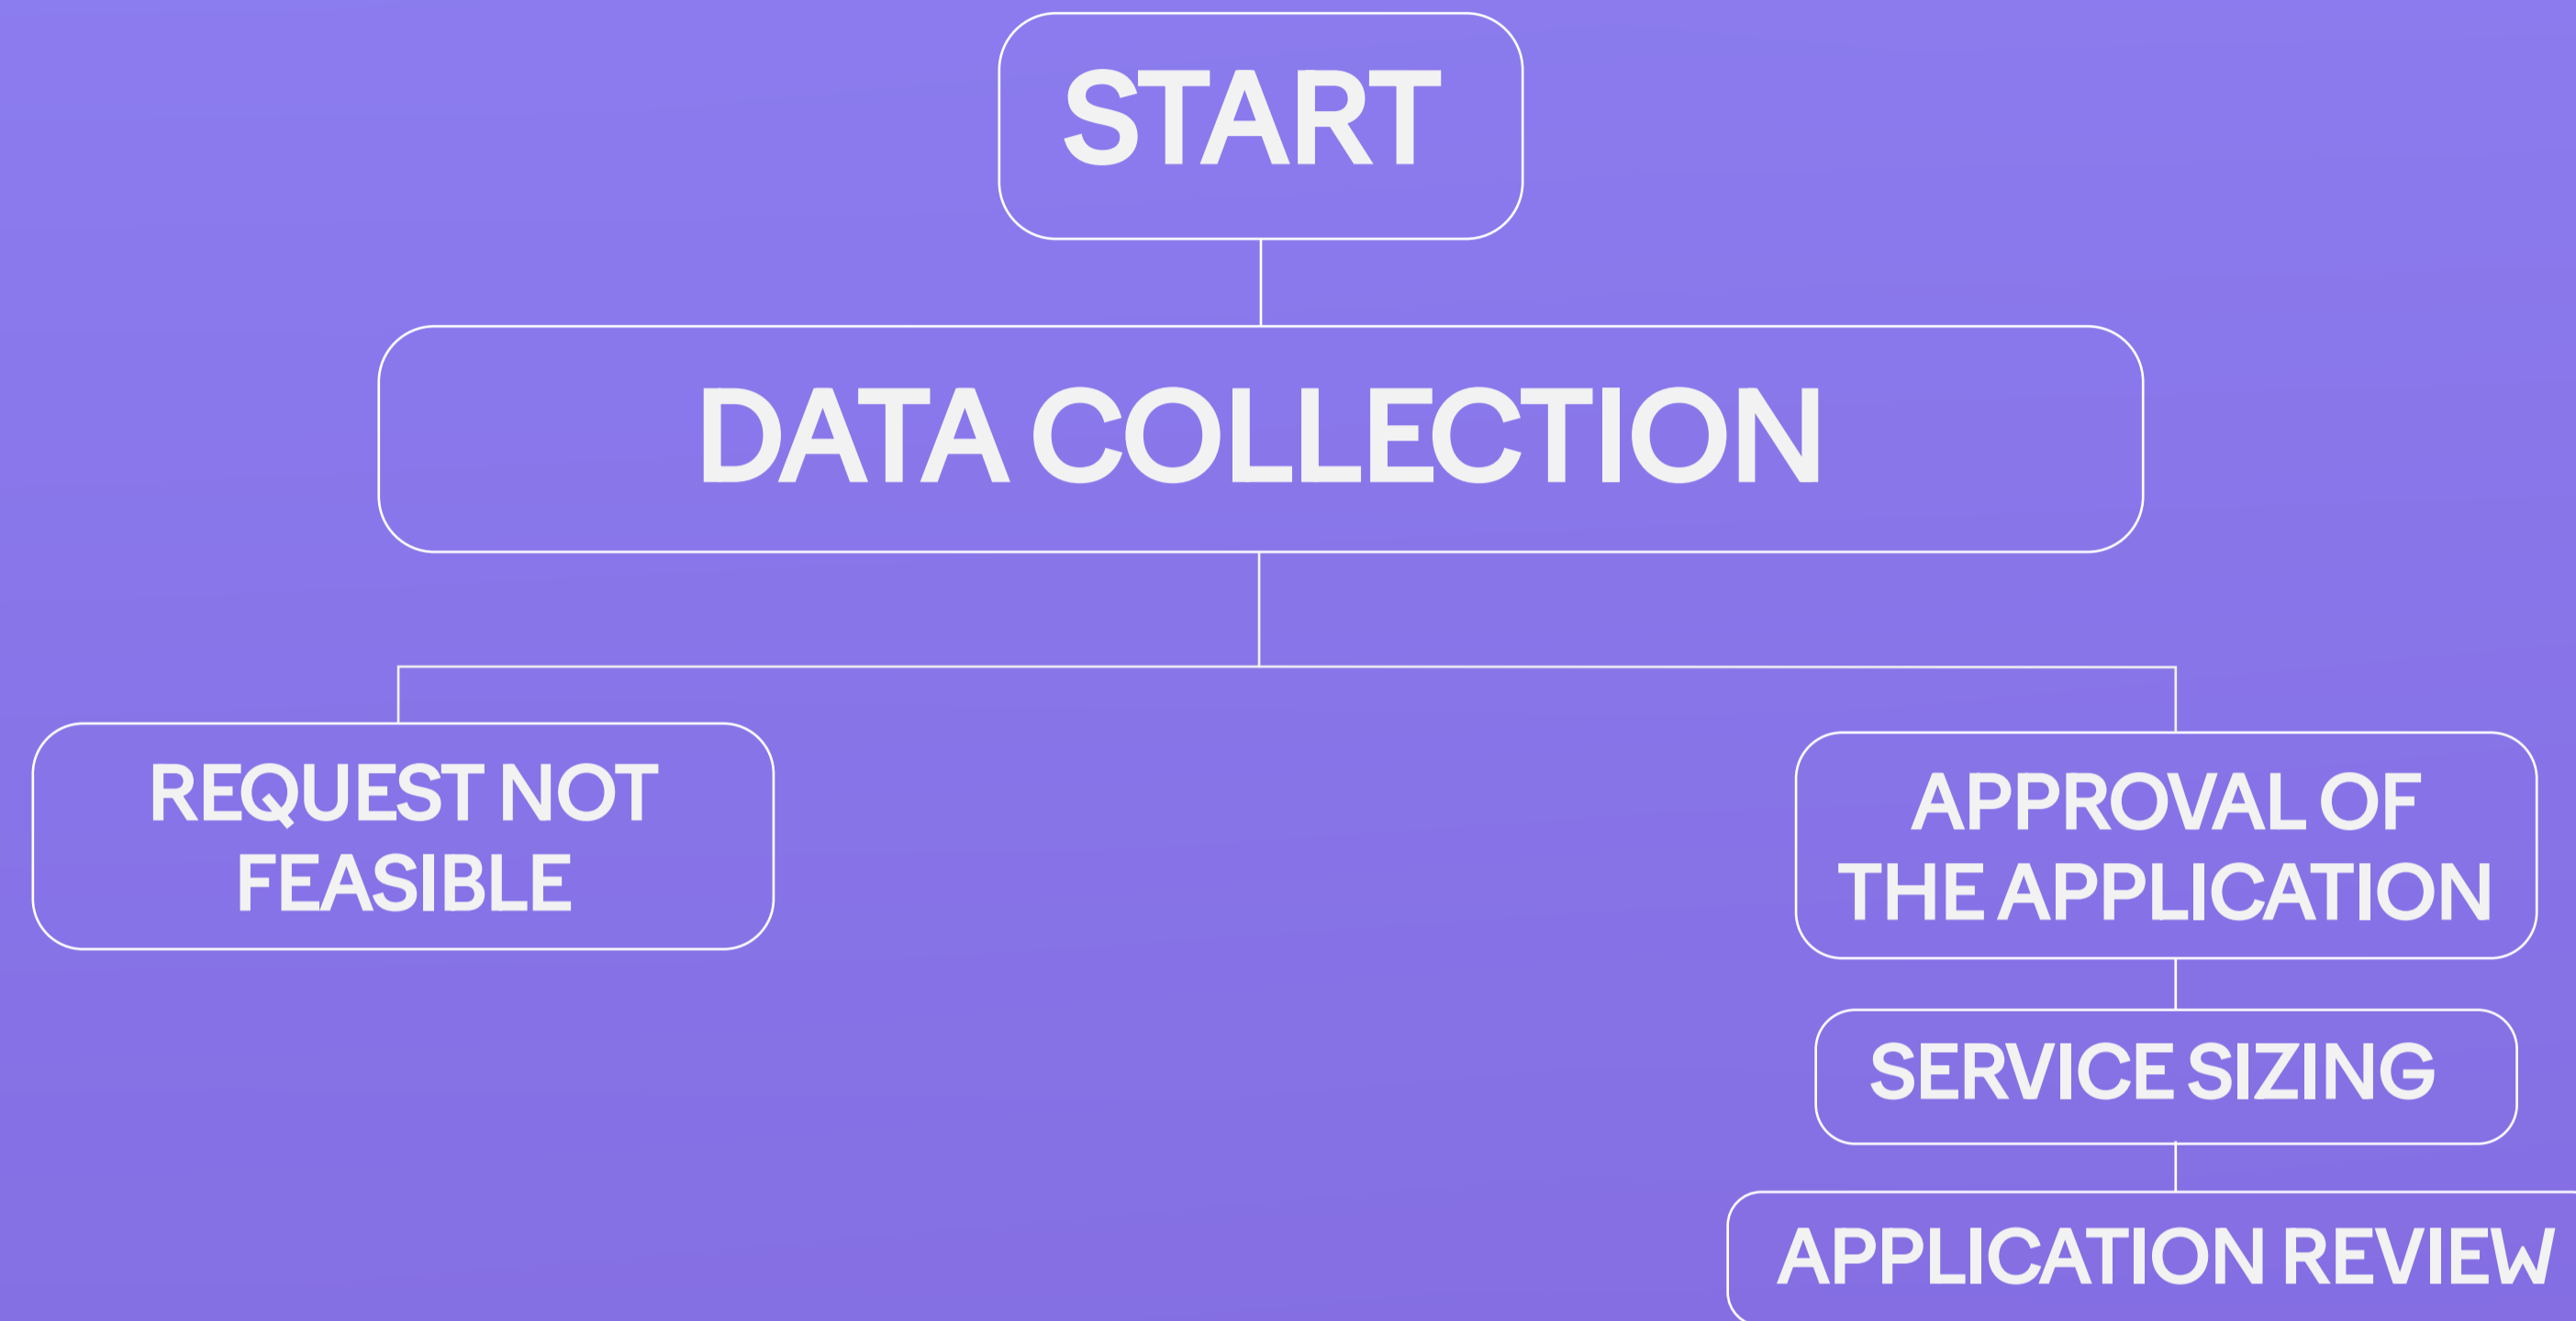 START
DATA COLLECTION
REQUEST NOT
FEASIBLE
APPROVAL OF
THE APPLICATION
SERVICE SIZING
APPLICATION REVIEW